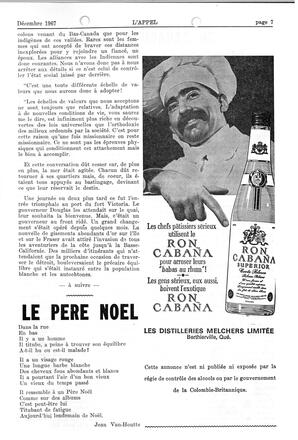 Décembre 1967
L'APPEL
page 7
colons venant du Bas-Canada que pour les
indigènes de ces vallées. Rares sont les fem-
mes qui ont accepté de braver ces distances
inexplorées pour y rejoindre un fiancé, un
époux. Les alliances avec les Indiennes sont
donc courantes. Nous n'avons donc pas à nous
arrêter aux détails si ce n'est celui de contrô-
ler l'état social laissé par derrière.
"C'est une toute différente échelle de va-
leurs que nous aurons donc à adopter!
"Les échelles de valeurs que nous acceptons
ne sont toujours que relatives. L'adaptation
à de nouvelles conditions de vie, vous saurez
me le dire, est infiniment plus riche en décou-
vertes des lois universelles que l'orthodoxie
des milieux ordonnés par la société. C'est pour
cette raison qu'une fois missionnaire on reste
missionnaire. Ce ne sont pas les épreuves phy-
siques qui conditionnent cet attachement mais
le bien à accomplir.
Et cette conversation dût cesser car, de plus
en plus, la mer était agitée. Chacun dût re-
tourner à ses quartiers mais, de coeur, ils é-
taient tous appuyés au bastingage, devinant
ce que leur réservait le destin.
Une journée ou deux plus tard ce fut l'en-
trée triomphale au port du fort Victoria. Le
gouverneur Douglas les attendait sur le quai,
leur souhaita la bienvenue. Mais, c'était un
gouverneur au front ridé. Un grand change-
ment s'était opéré depuis quelques mois. La
nouvelle de gisements abondants d'or sur l'Ile
et sur le Fraser avait attisé l'invasion de tous
les aventuriers de la côte jusqu'à la Basse-
Californie. Des milliers d'étatsunis qui n'at-
tendaient que la prochaine occasion de traver-
ser le détroit, bouleversaient le précaire équi-
libre qui était maintenu entre la population
blanche et les autochtones.
— à suivre —
LE PERE NOEL
Dans la rue
En bas
Il y a un homme
Il titube, a peine à trouver son équilibre
A-t-il bu ou est-il malade?
Il a un visage rouge
Une longue barbe blanche
Des cheveux fous abondants et blancs
Il a pourtant l'air d'un bon vieux
Un vieux du temps passé
Il ressemble à un Père Noël
Comme sur des albums
C'est peut-être lui
Titubant de fatigue
Aujourd'hui lendemain de Noël.
Jean Van-Houtte
Les chefs pâtissiers sérieux
utilisent le
RON
CABANA
pour arroser leurs
"babas au rhum"!
Les gens sérieux, eux aussi,
boivent l'exotique
RON
CABANA
RON
CABANA
SUPERIOR
LES DISTILLERIES MELCHERS LIMITÉE
Berthierville, Qué.
Cette annonce n'est ni publiée ni exposée par la
régie de contrôle des alcools ou par le gouvernement
de la Colombie-Britannique.